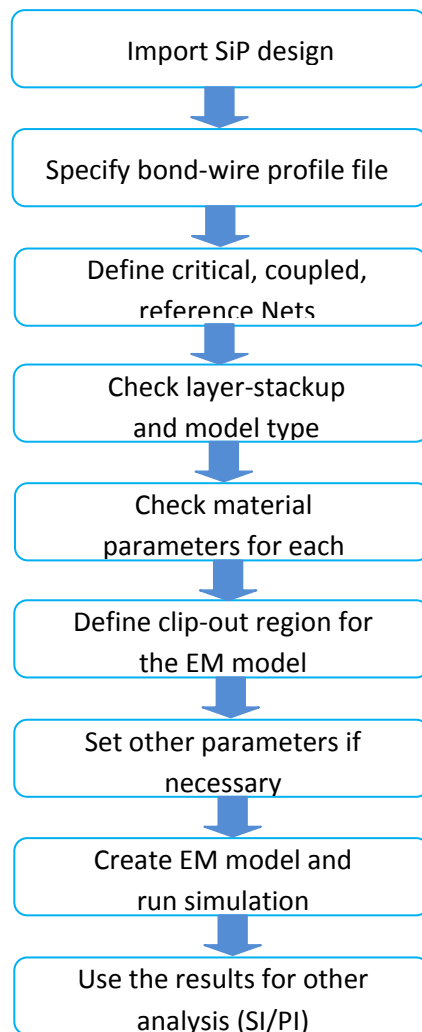 Import SiP design
Specify bond-wire profile file
Define critical, coupled,
reference Nets
Check layer-stackup
and model type
Check material
parameters for each
Define clip-out region for
the EM model
Set other parameters if
necessary
Create EM model and
run simulation
Use the results for other
analysis (SI/PI)